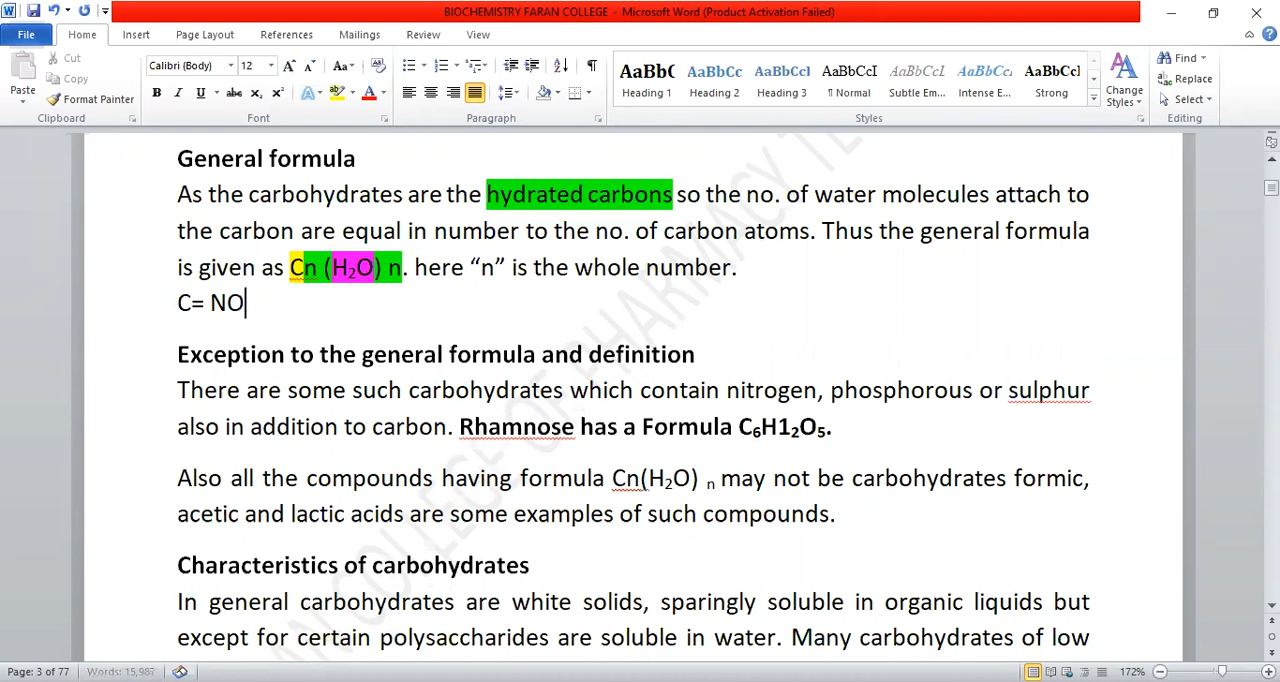 BIOCHEMISTRY FARAN COLLEGE - Microsoft Word (Product Activation Failed)
File Home Insert Page Layout References Mailings Review View
Cut
Copy
Paste
Format Painter
Calibri (Body) 12
AaBbC AaBbCc AaBbCcI AaBbCcI AaBbCcL AaBbCcL AaBbCcI
Heading 1 Heading 2 Heading 3 ¶ Normal Subtle Em... Intense E... Strong
Change Styles
Find
Replace
Select
Clipboard Font Paragraph Styles Editing
General formula
As the carbohydrates are the hydrated carbons so the no. of water molecules attach to
the carbon are equal in number to the no. of carbon atoms. Thus the general formula
is given as Cn (H₂O) n. here “n” is the whole number.
C= NO
Exception to the general formula and definition
There are some such carbohydrates which contain nitrogen, phosphorous or sulphur
also in addition to carbon. Rhamnose has a Formula C₆H1₂O₅.
Also all the compounds having formula Cn(H₂O) ₙ may not be carbohydrates formic,
acetic and lactic acids are some examples of such compounds.
Characteristics of carbohydrates
In general carbohydrates are white solids, sparingly soluble in organic liquids but
except for certain polysaccharides are soluble in water. Many carbohydrates of low
Page: 3 of 77 Words: 15,987 172%